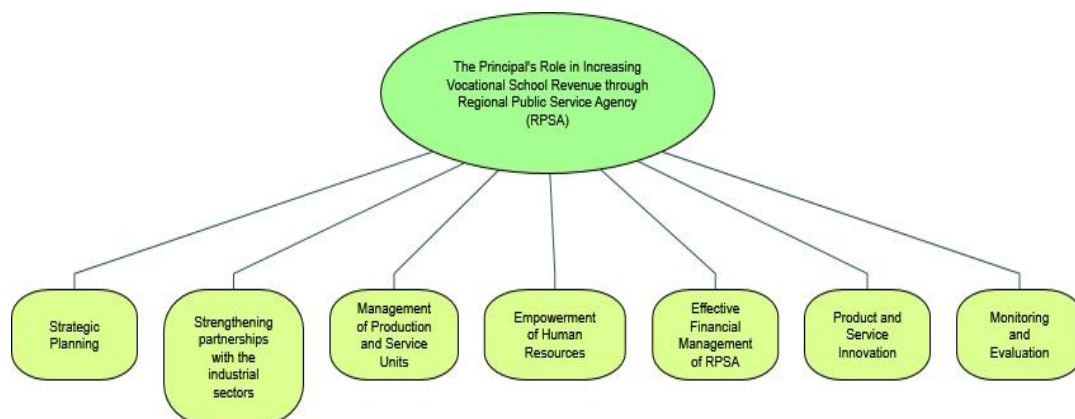 The Principal's Role in Increasing
Vocational School Revenue through
Regional Public Service Agency
(RPSA)
Strategic
Planning
Strengthening
partnerships
with the
industrial
sectors
Management
of Production
and Service
Units
Empowerment
of Human
Resources
Effective
Financial
Management
of RPSA
Product and
Service
Innovation
Monitoring
and
Evaluation